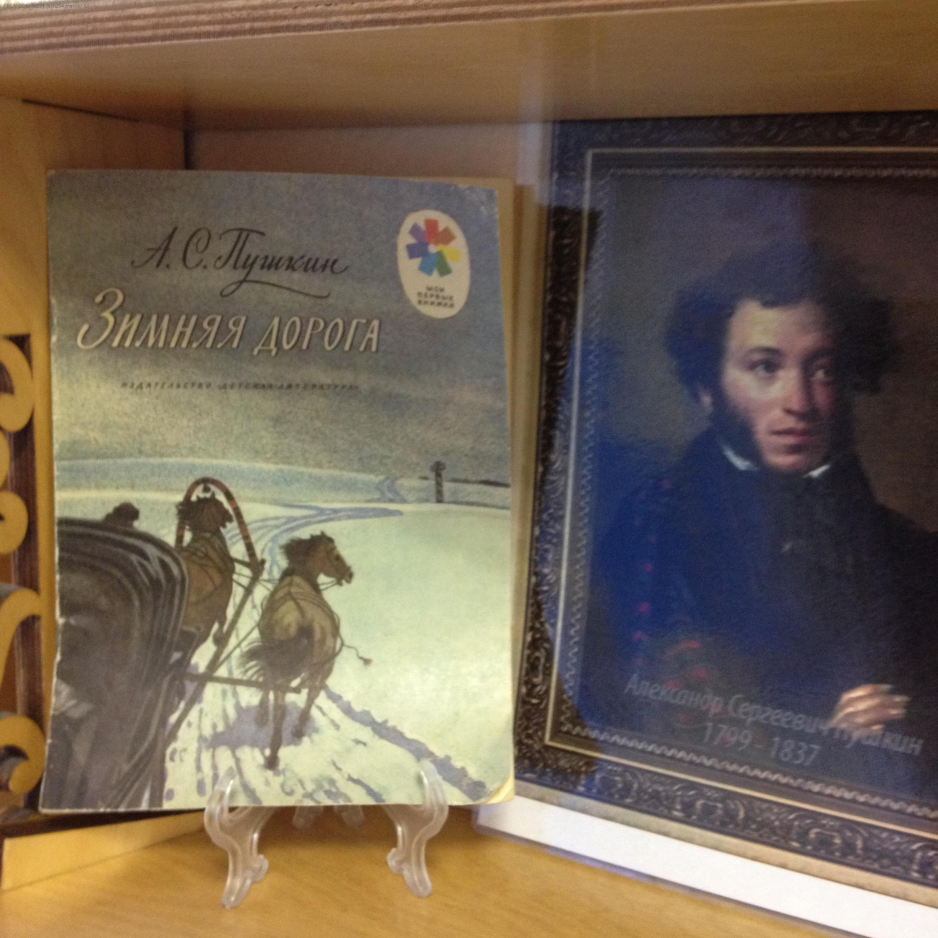 А. С. Пушкин
Зимняя дорога
МОИ
ПЕРВЫЕ
КНИЖКИ
ИЗДАТЕЛЬСТВО «ДЕТСКАЯ ЛИТЕРАТУРА»
Александр Сергеевич Пушкин
1799 - 1837